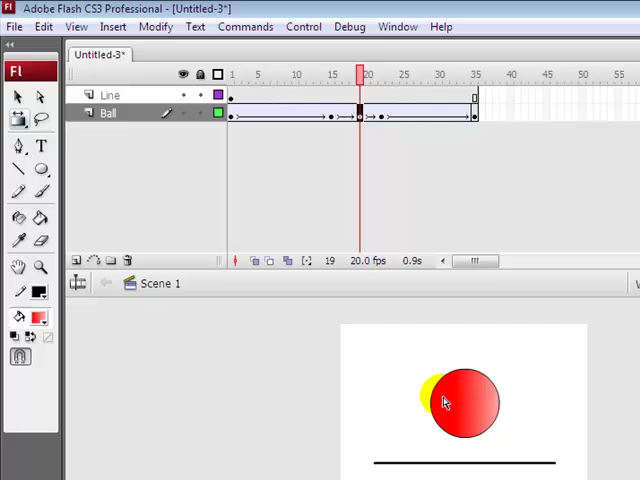 Fl Adobe Flash CS3 Professional - [Untitled-3*]
File Edit View Insert Modify Text Commands Control Debug Window Help
Untitled-3*
Fl
1 5 10 15 20 25 30 35 40 45 50 55
Line
Ball
T
19 20.0 fps 0.9s
Scene 1
W